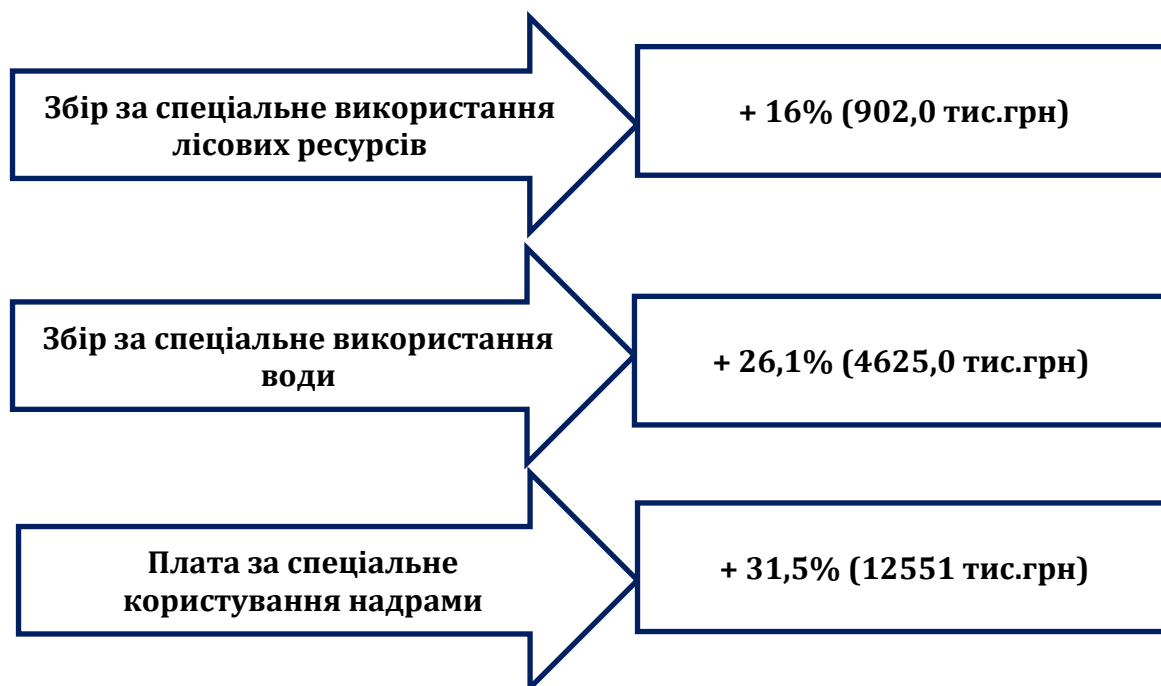 Збір за спеціальне використання
лісових ресурсів
+ 16% (902,0 тис.грн)
Збір за спеціальне використання
води
+ 26,1% (4625,0 тис.грн)
Плата за спеціальне
користування надрами
+ 31,5% (12551 тис.грн)